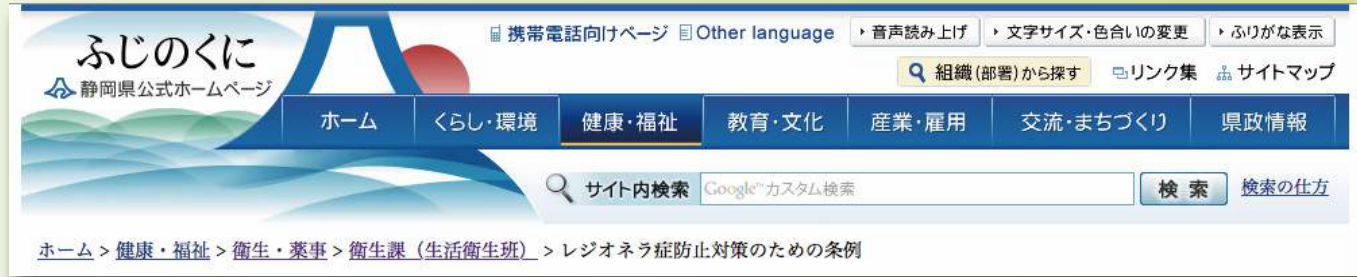 ふじのくに
静岡県公式ホームページ
携帯電話向けページ Other language 音声読み上げ 文字サイズ・色合いの変更 ふりがな表示
組織(部署)から探す リンク集 サイトマップ
ホーム くらし・環境 健康・福祉 教育・文化 産業・雇用 交流・まちづくり 県政情報
サイト内検索 Google™カスタム検索 検索 検索の仕方
ホーム > 健康・福祉 > 衛生・薬事 > 衛生課(生活衛生班) > レジオネラ症防止対策のための条例